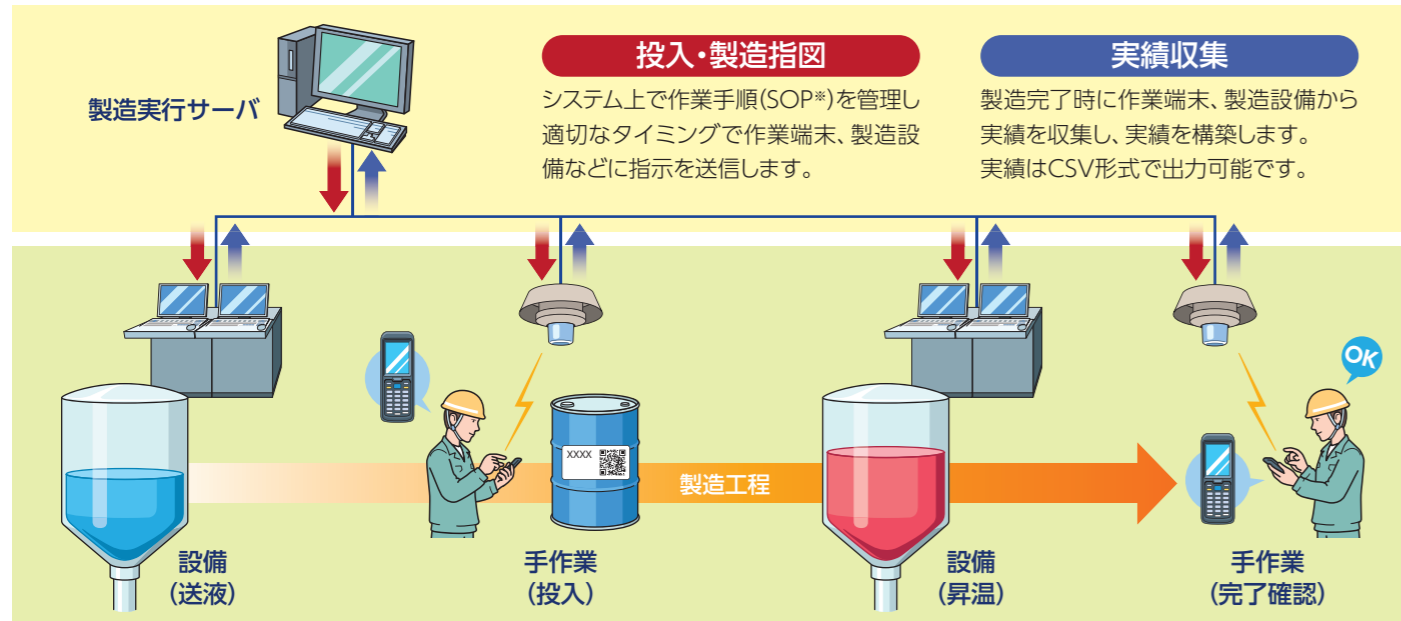 製造実行サーバ
投入・製造指図
システム上で作業手順(SOP※)を管理し
適切なタイミングで作業端末、製造設
備などに指示を送信します。
実績収集
製造完了時に作業端末、製造設備から
実績を収集し、実績を構築します。
実績はCSV形式で出力可能です。
OK
XXXX
製造工程
設備
(送液)
手作業
(投入)
設備
(昇温)
手作業
(完了確認)